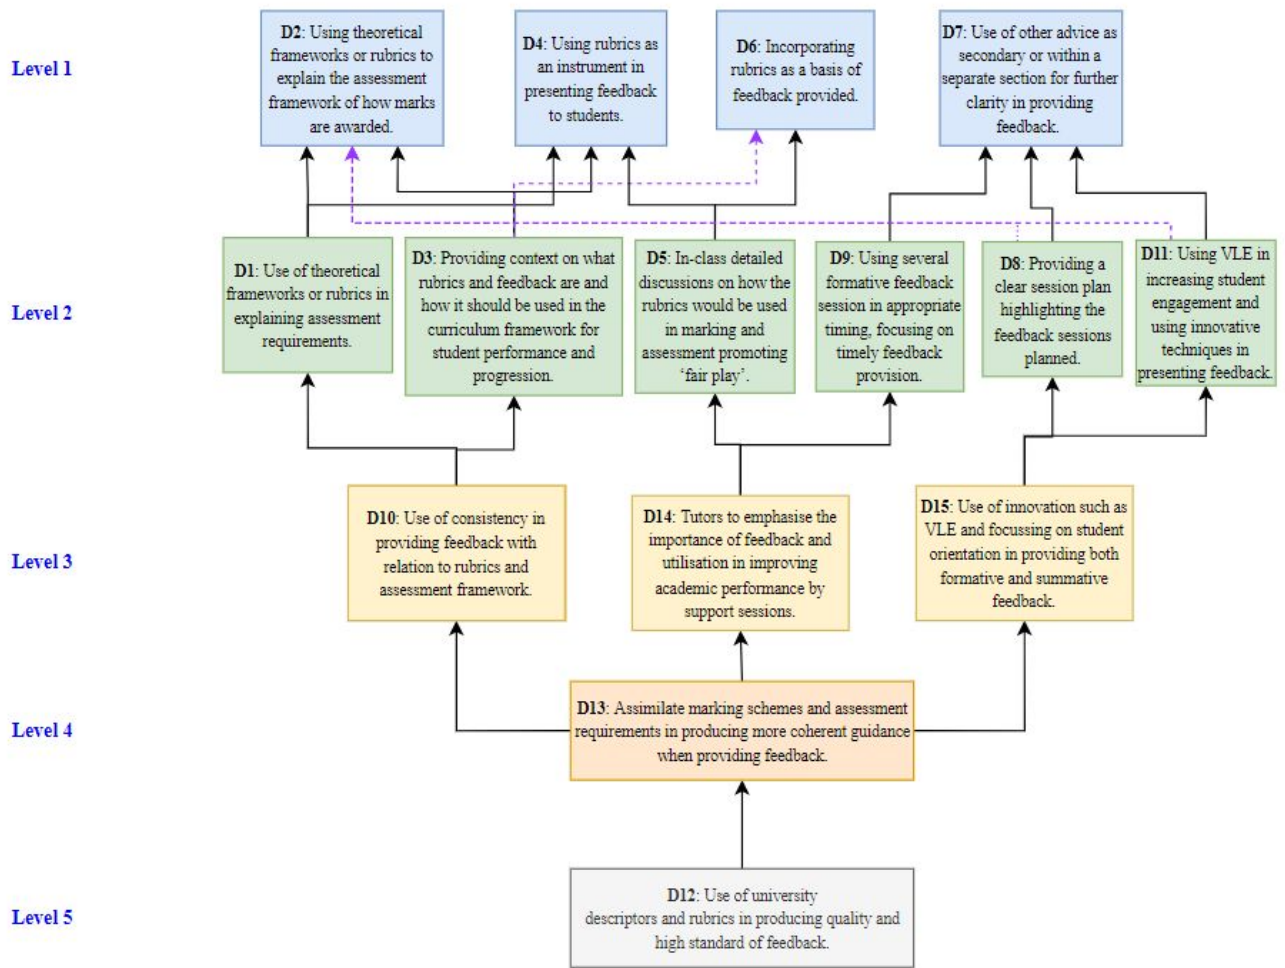 Level 1
D2: Using theoretical
frameworks or rubrics to
explain the assessment
framework of how marks
are awarded.
D4: Using rubrics as
an instrument in
presenting feedback
to students.
D6: Incorporating
rubrics as a basis of
feedback provided.
D7: Use of other advice as
secondary or within a
separate section for further
clarity in providing
feedback.
Level 2
D1: Use of theoretical
frameworks or rubrics in
explaining assessment
requirements.
D3: Providing context on what
rubrics and feedback are and
how it should be used in the
curriculum framework for
student performance and
progression.
D5: In-class detailed
discussions on how the
rubrics would be used
in marking and
assessment promoting
‘fair play’.
D9: Using several
formative feedback
session in appropriate
timing, focusing on
timely feedback
provision.
D8: Providing a
clear session plan
highlighting the
feedback sessions
planned.
D11: Using VLE in
increasing student
engagement and
using innovative
techniques in
presenting feedback.
Level 3
D10: Use of consistency in
providing feedback with
relation to rubrics and
assessment framework.
D14: Tutors to emphasise the
importance of feedback and
utilisation in improving
academic performance by
support sessions.
D15: Use of innovation such as
VLE and focussing on student
orientation in providing both
formative and summative
feedback.
Level 4
D13: Assimilate marking schemes and assessment
requirements in producing more coherent guidance
when providing feedback.
Level 5
D12: Use of university
descriptors and rubrics in producing quality and
high standard of feedback.